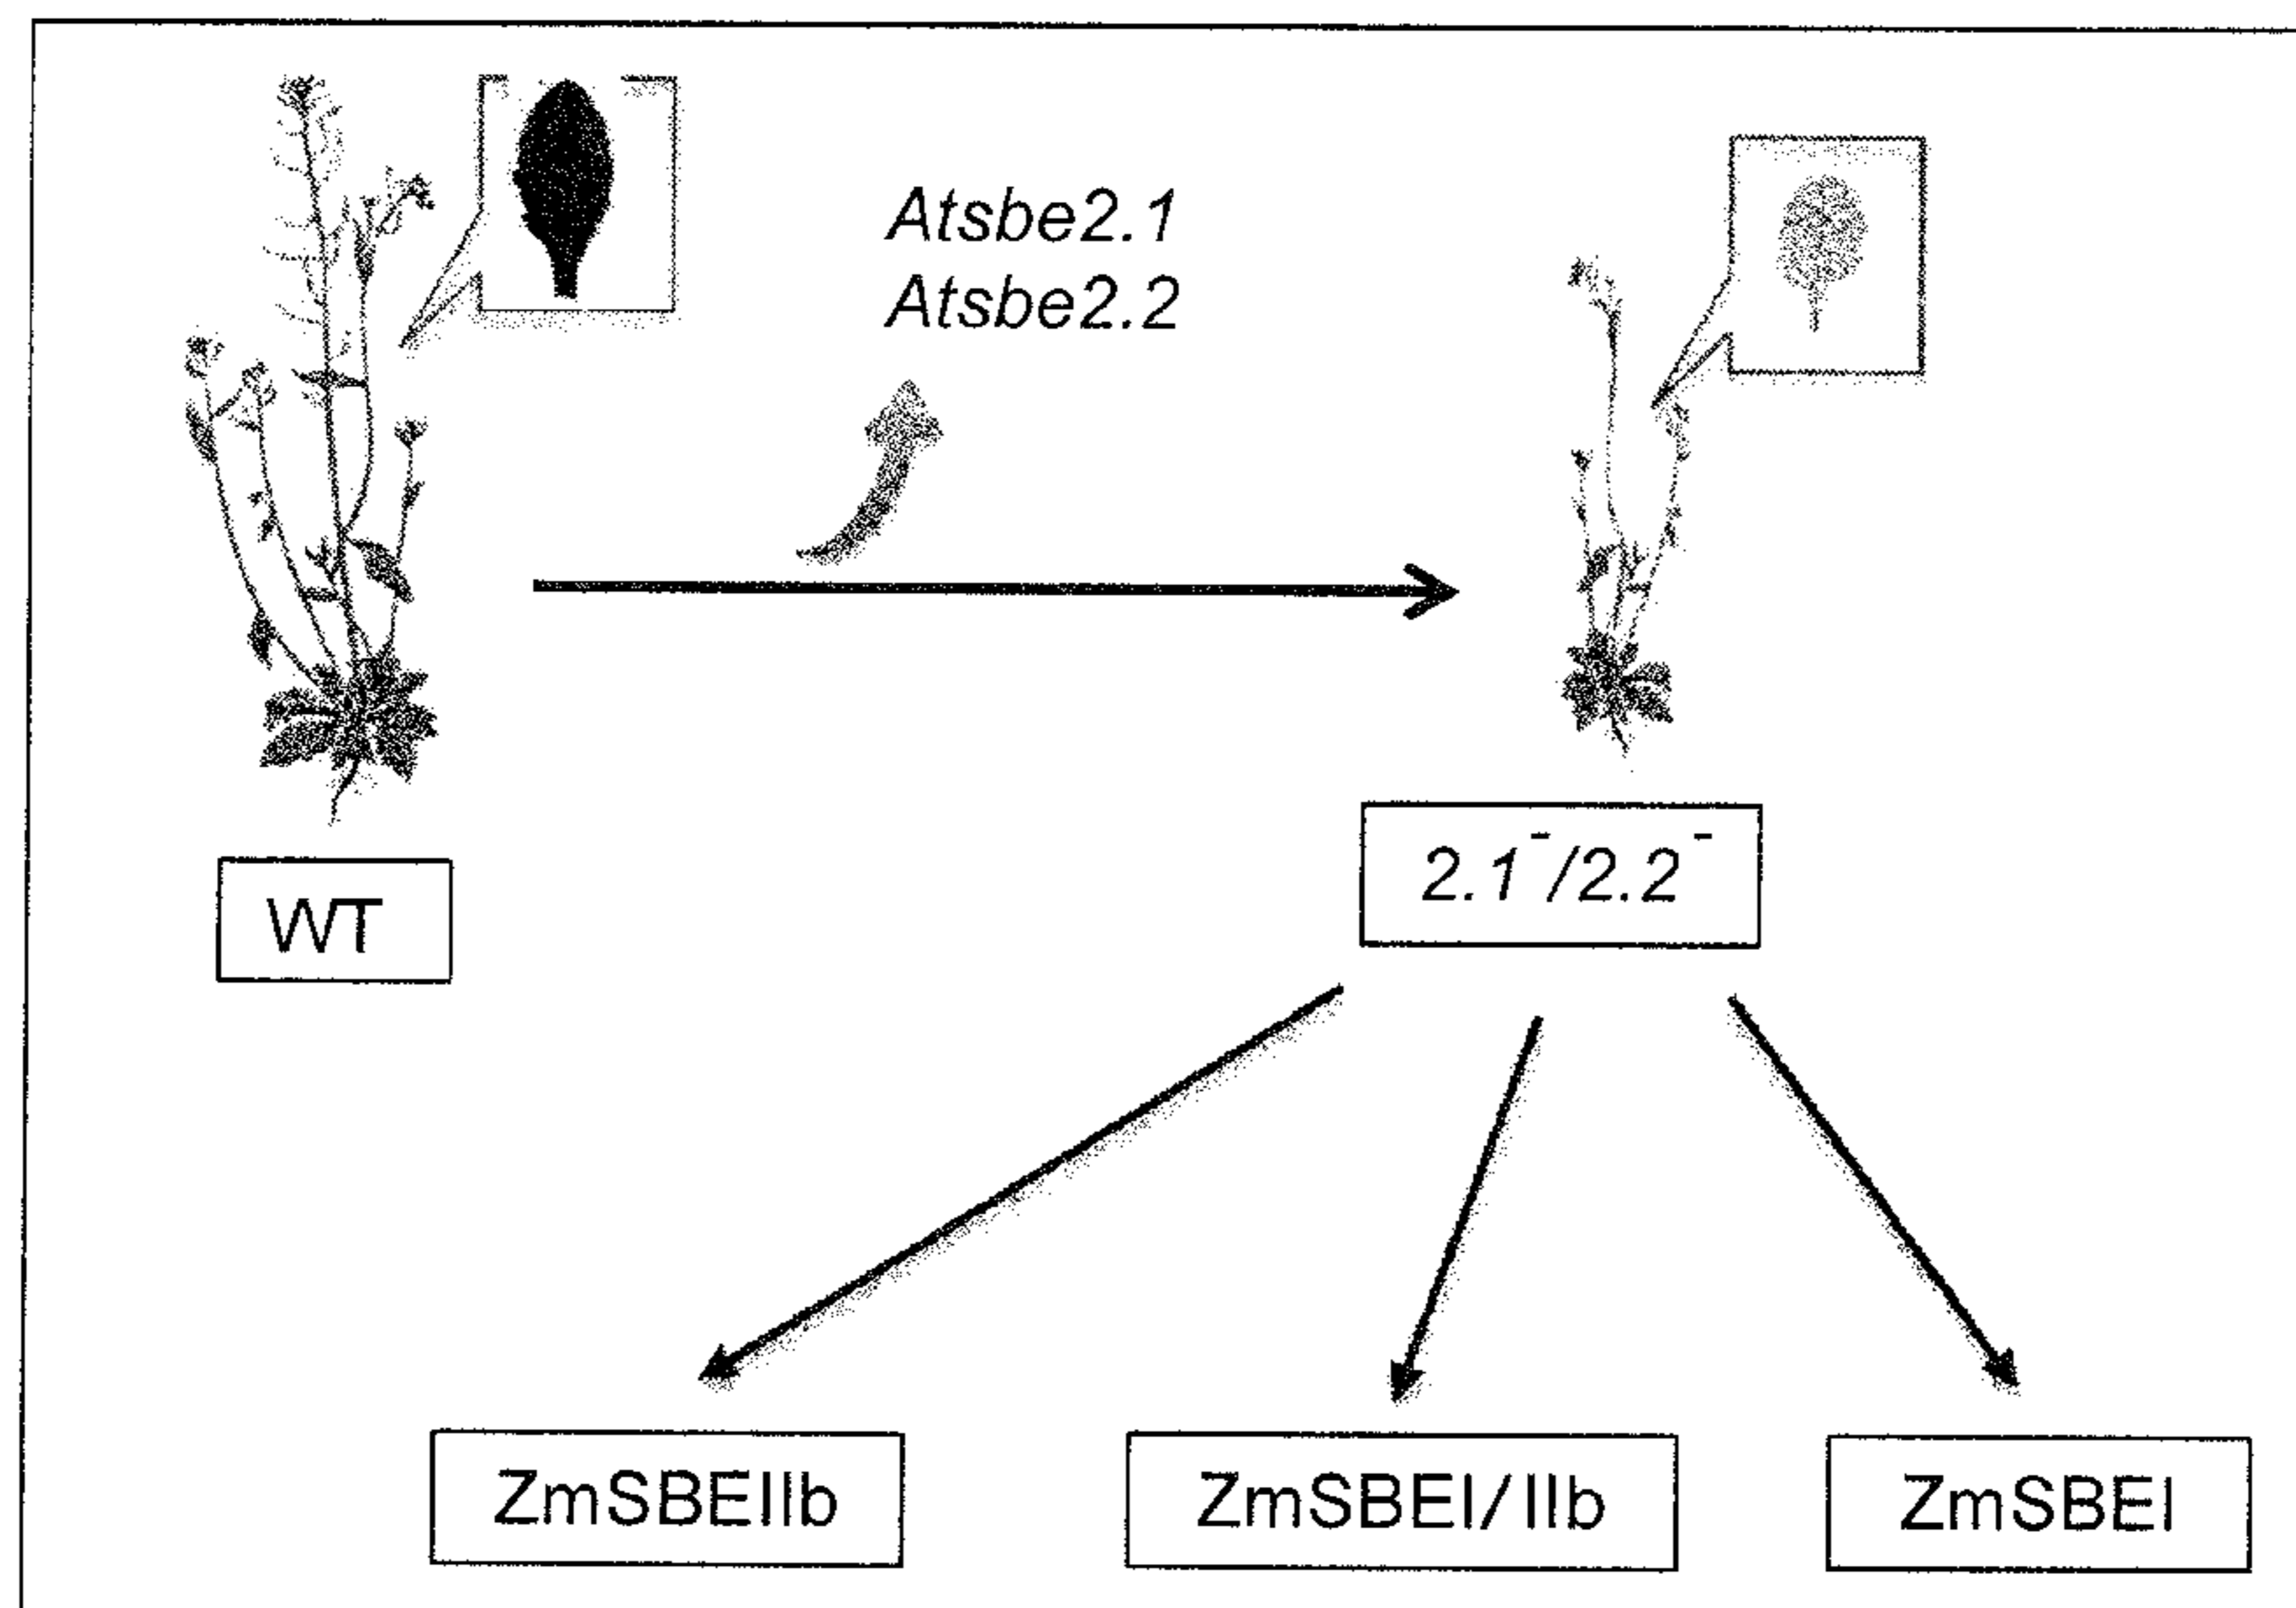 Atsbe2.1
Atsbe2.2
WT
2.1⁻/2.2⁻
ZmSBEIIb
ZmSBEI/IIb
ZmSBEI